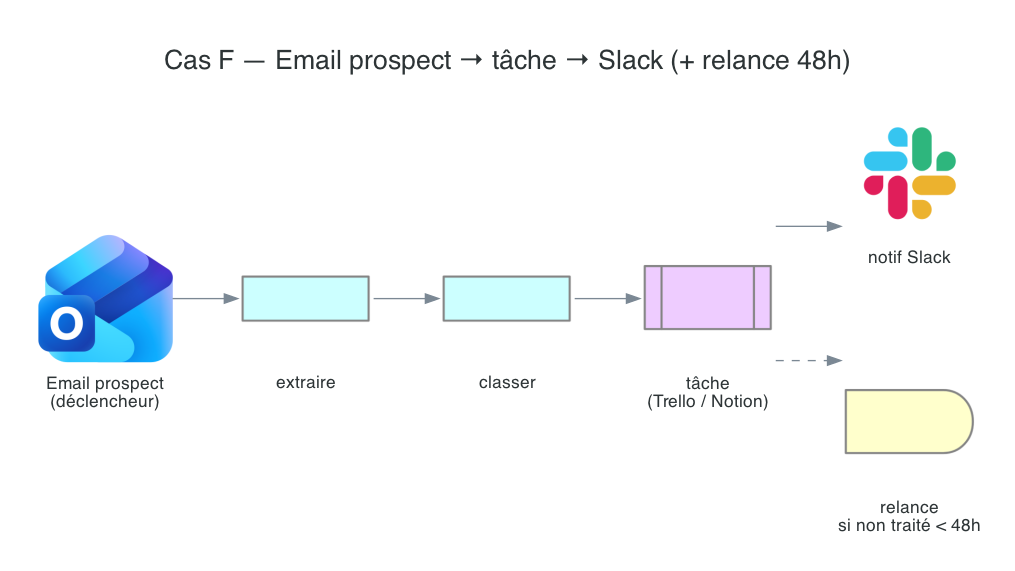 Cas F — Email prospect → tâche → Slack (+ relance 48h)
notif Slack
O
Email prospect
(déclencheur)
extraire
classer
tâche
(Trello / Notion)
relance
si non traité < 48h